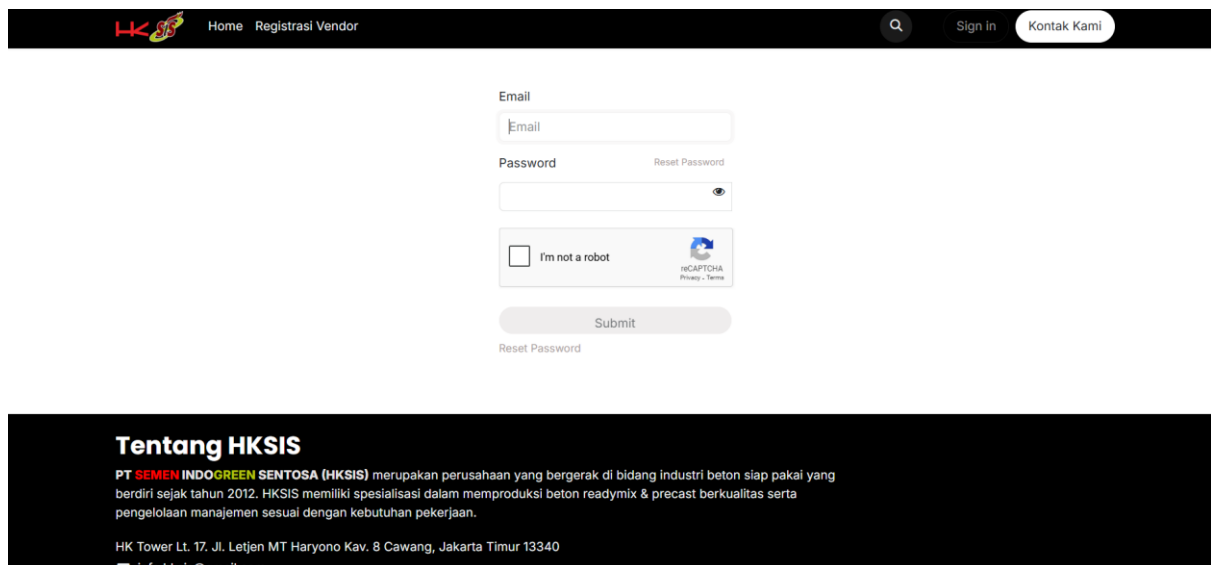 HK SIS Home Registrasi Vendor Sign in Kontak Kami
Email
Email
Password Reset Password
I'm not a robot
reCAPTCHA
Privacy - Terms
Submit
Reset Password
Tentang HKSIS
PT SEMEN INDOGREEN SENTOSA (HKSIS) merupakan perusahaan yang bergerak di bidang industri beton siap pakai yang
berdiri sejak tahun 2012. HKSIS memiliki spesialisasi dalam memproduksi beton readymix & precast berkualitas serta
pengelolaan manajemen sesuai dengan kebutuhan pekerjaan.
HK Tower Lt. 17. Jl. Letjen MT Haryono Kav. 8 Cawang, Jakarta Timur 13340